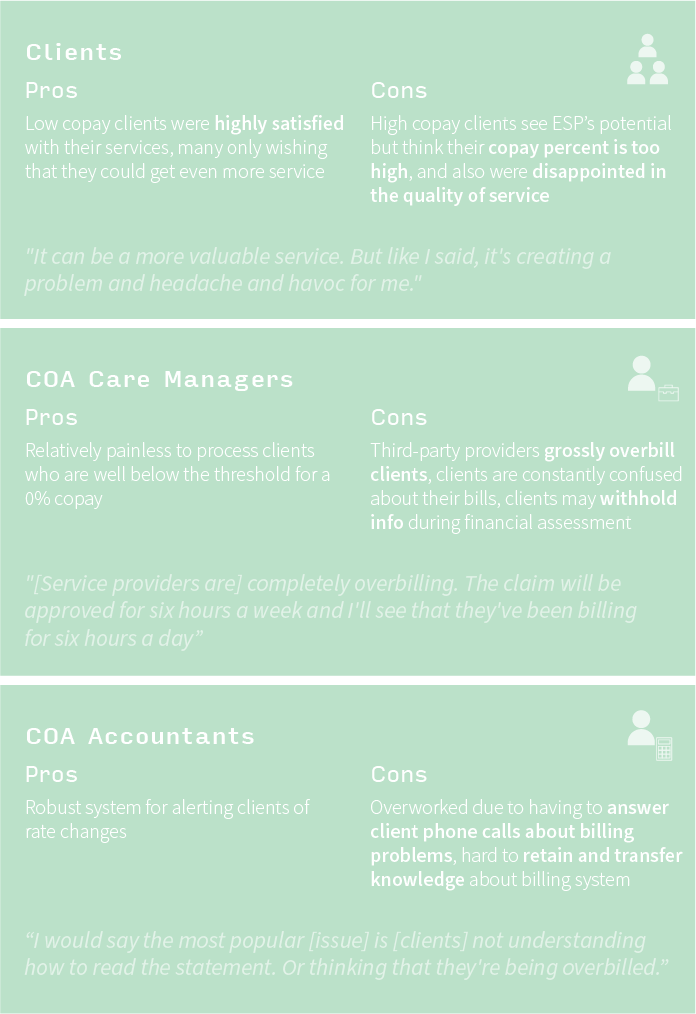 Clients
Pros
Low copay clients were highly satisfied
with their services, many only wishing
that they could get even more service
Cons
High copay clients see ESP's potential
but think their copay percent is too
high, and also were disappointed in
the quality of service
"It can be a more valuable service. But like I said, it's creating a
problem and headache and havoc for me."
COA Care Managers
Pros
Relatively painless to process clients
who are well below the threshold for a
0% copay
Cons
Third-party providers grossly overbill
clients, clients are constantly confused
about their bills, clients may withhold
info during financial assessment
"[Service providers are] completely overbilling. The claim will be
approved for six hours a week and I'll see that they've been billing
for six hours a day”
COA Accountants
Pros
Robust system for alerting clients of
rate changes
Cons
Overworked due to having to answer
client phone calls about billing
problems, hard to retain and transfer
knowledge about billing system
“I would say the most popular [issue] is [clients] not understanding
how to read the statement. Or thinking that they're being overbilled.”